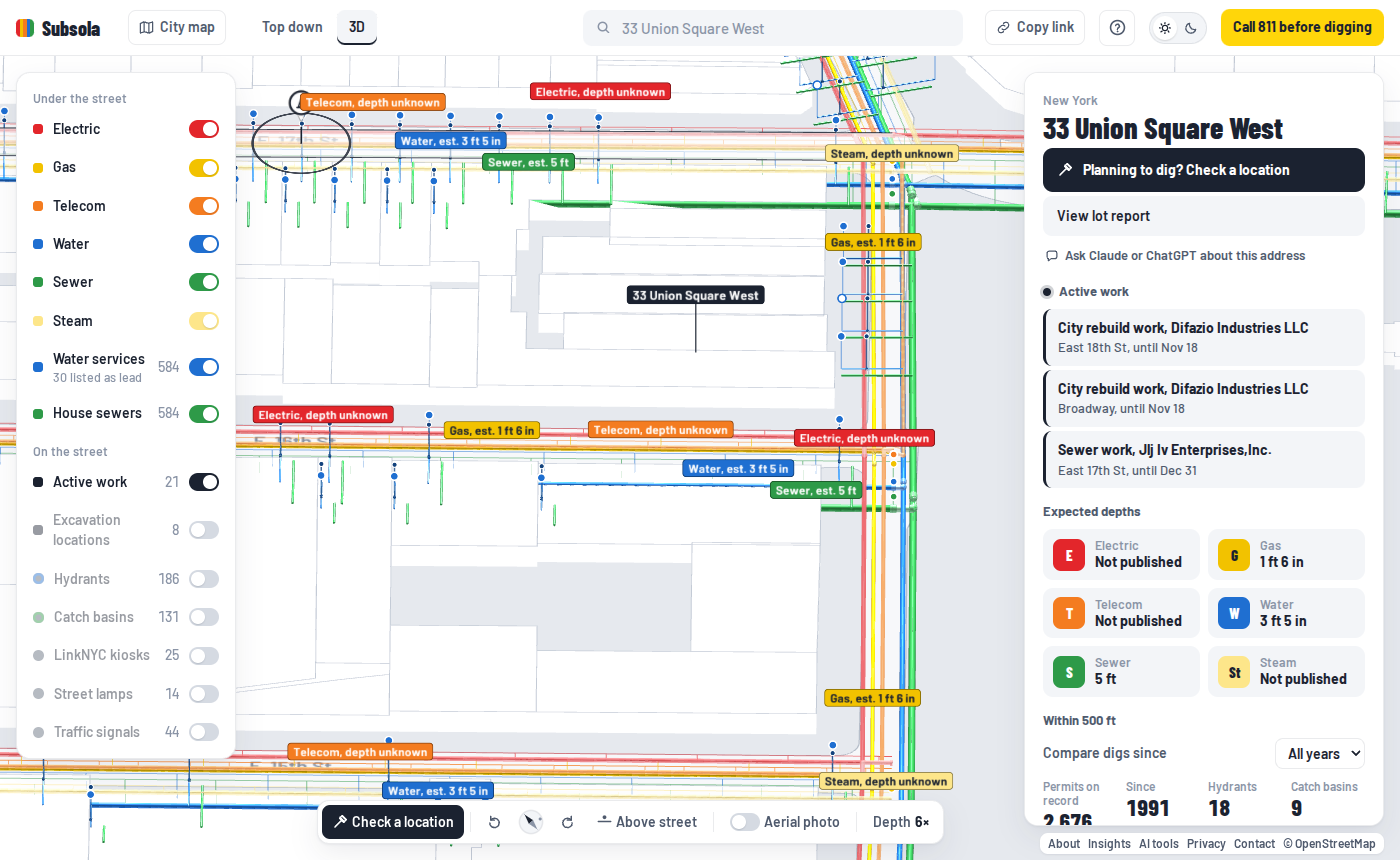 Subsola
City map
Top down
3D
33 Union Square West
Copy link
Call 811 before digging
Under the street
Electric
Gas
Telecom
Water
Sewer
Steam
Water services
584
30 listed as lead
House sewers
584
On the street
Active work
21
Excavation
locations
8
Hydrants
186
Catch basins
131
LinkNYC kiosks
25
Street lamps
14
Traffic signals
44
Electric, depth unknown
Telecom, depth unknown
Water, est. 3 ft 5 in
Steam, depth unknown
Sewer, est. 5 ft
Gas, est. 1 ft 6 in
33 Union Square West
Electric, depth unknown
Gas, est. 1 ft 6 in
Telecom, depth unknown
Electric, depth unknown
E. 16th St
Water, est. 3 ft 5 in
Sewer, est. 5 ft
Gas, est. 1 ft 6 in
Telecom, depth unknown
E. 15th St
Steam, depth unknown
Water, est. 3 ft 5 in
Check a location
Above street
Aerial photo
Depth 6×
New York
33 Union Square West
Planning to dig? Check a location
View lot report
Ask Claude or ChatGPT about this address
Active work
City rebuild work, Difazio Industries LLC
East 18th St, until Nov 18
City rebuild work, Difazio Industries LLC
Broadway, until Nov 18
Sewer work, Jlj Iv Enterprises,Inc.
East 17th St, until Dec 31
Expected depths
E
Electric
Not published
G
Gas
1 ft 6 in
T
Telecom
Not published
W
Water
3 ft 5 in
S
Sewer
5 ft
St
Steam
Not published
Within 500 ft
Compare digs since
All years
Permits on
record
2,676
Since
1991
Hydrants
18
Catch basins
9
About Insights AI tools Privacy Contact © OpenStreetMap